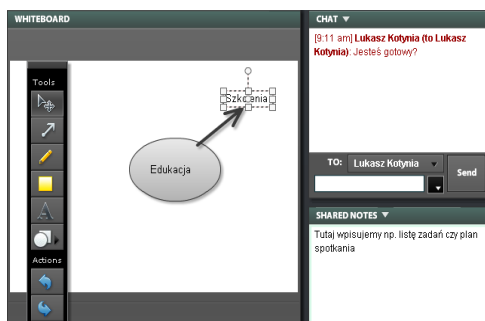 WHITEBOARD
Tools
Actions
Szkolenia
Edukacja
CHAT
[9:11 am] Lukasz Kotynia (to Lukasz
Kotynia): Jesteś gotowy?
TO: Lukasz Kotynia
Send
SHARED NOTES
Tutaj wpisujemy np. listę zadań czy plan
spotkania